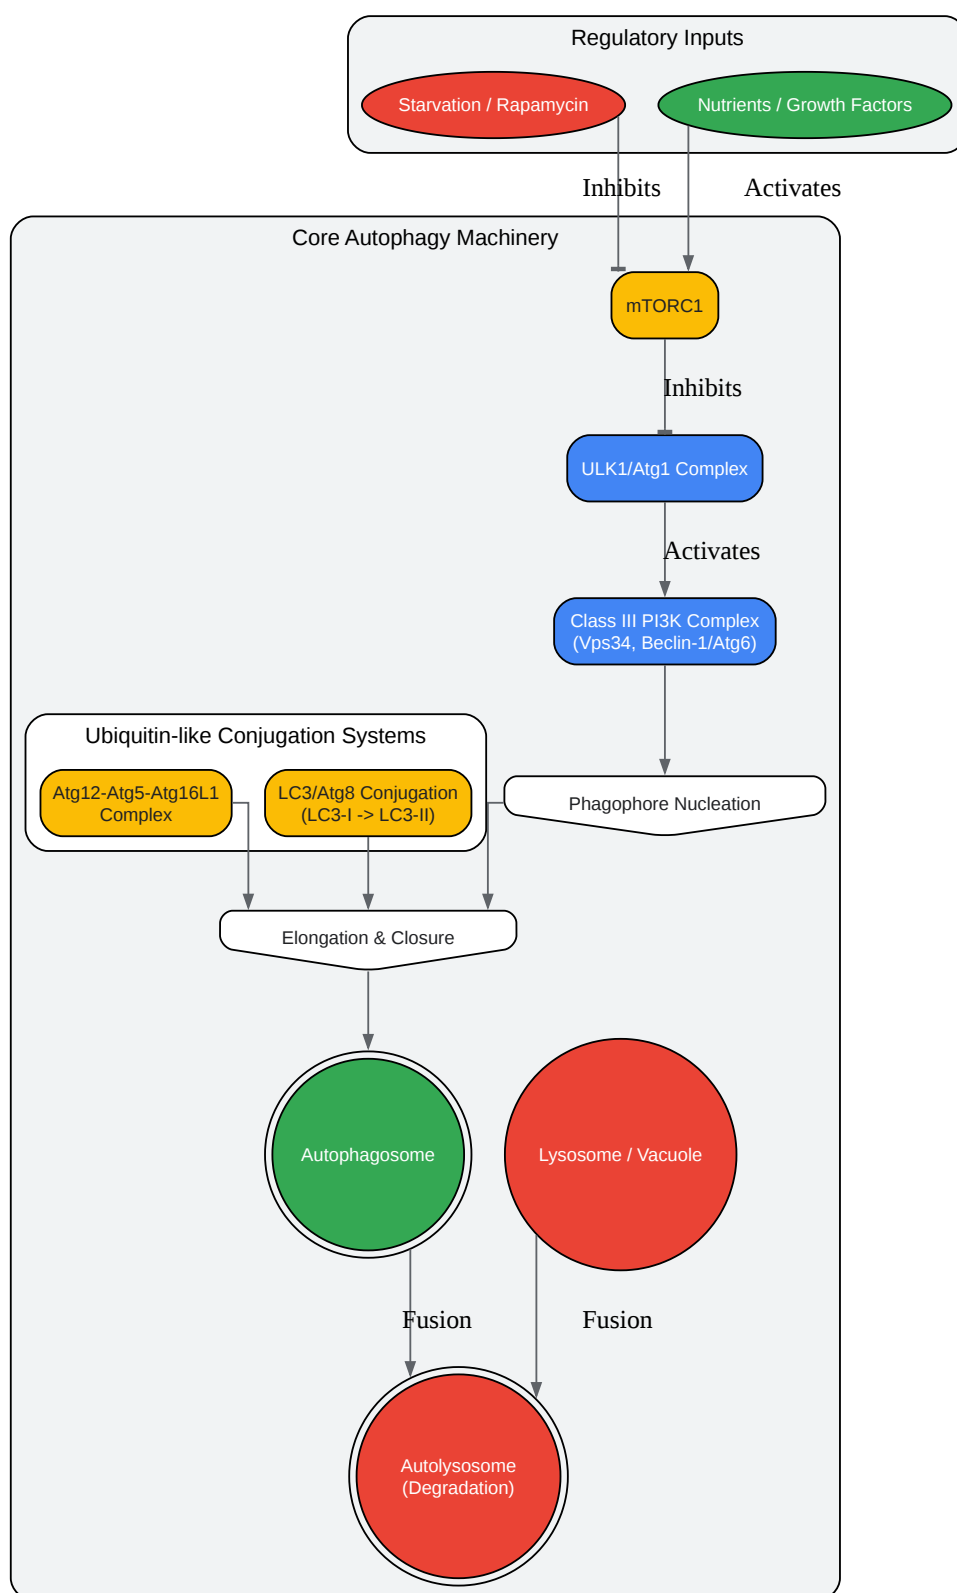 Regulatory Inputs
Starvation / Rapamycin
Nutrients / Growth Factors
Inhibits
Activates
Core Autophagy Machinery
mTORC1
Inhibits
ULK1/Atg1 Complex
Activates
Class III PI3K Complex
(Vps34, Beclin-1/Atg6)
Ubiquitin-like Conjugation Systems
Atg12-Atg5-Atg16L1
Complex
LC3/Atg8 Conjugation
(LC3-I -> LC3-II)
Phagophore Nucleation
Elongation & Closure
Autophagosome
Lysosome / Vacuole
Fusion
Fusion
Autolysosome
(Degradation)